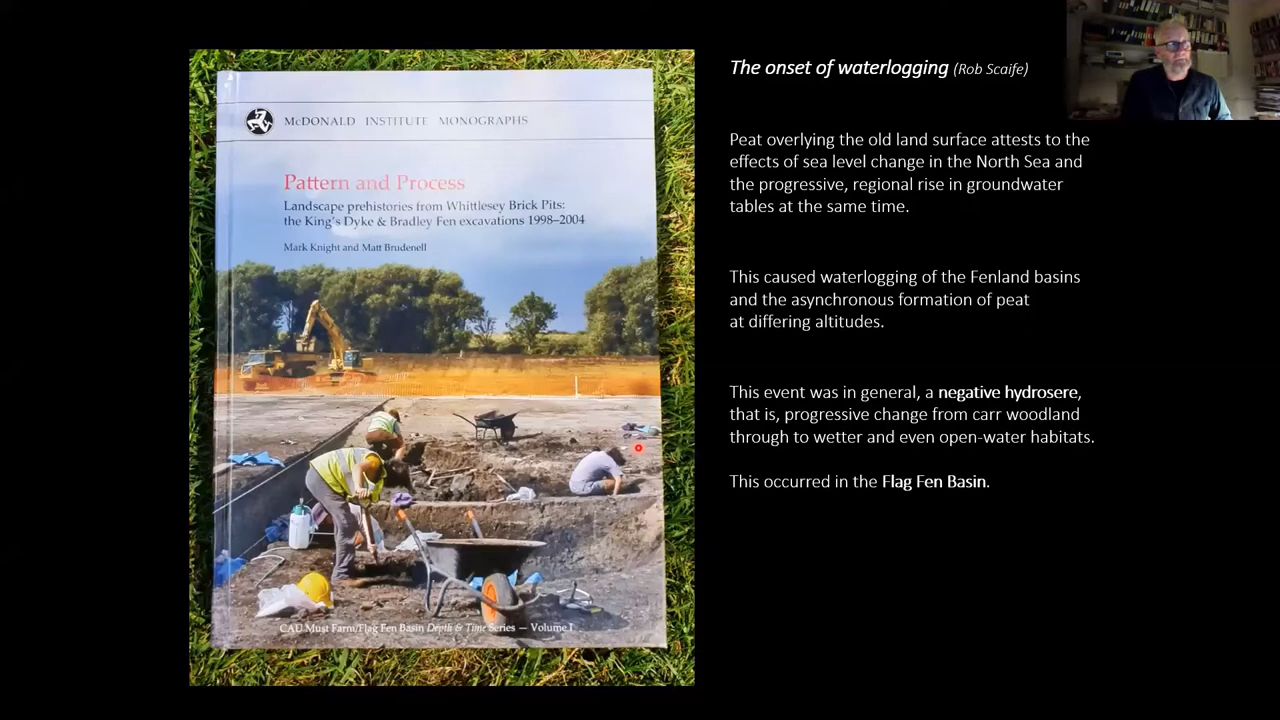 McDONALD INSTITUTE MONOGRAPHS
Pattern and Process
Landscape prehistories from Whittlesey Brick Pits:
the King's Dyke & Bradley Fen excavations 1998–2004
Mark Knight and Matt Brudenell
CAU Must Farm/Flag Fen Basin Depth & Time Series — Volume I
The onset of waterlogging (Rob Scaife)
Peat overlying the old land surface attests to the
effects of sea level change in the North Sea and
the progressive, regional rise in groundwater
tables at the same time.
This caused waterlogging of the Fenland basins
and the asynchronous formation of peat
at differing altitudes.
This event was in general, a negative hydrosere,
that is, progressive change from carr woodland
through to wetter and even open-water habitats.
This occurred in the Flag Fen Basin.